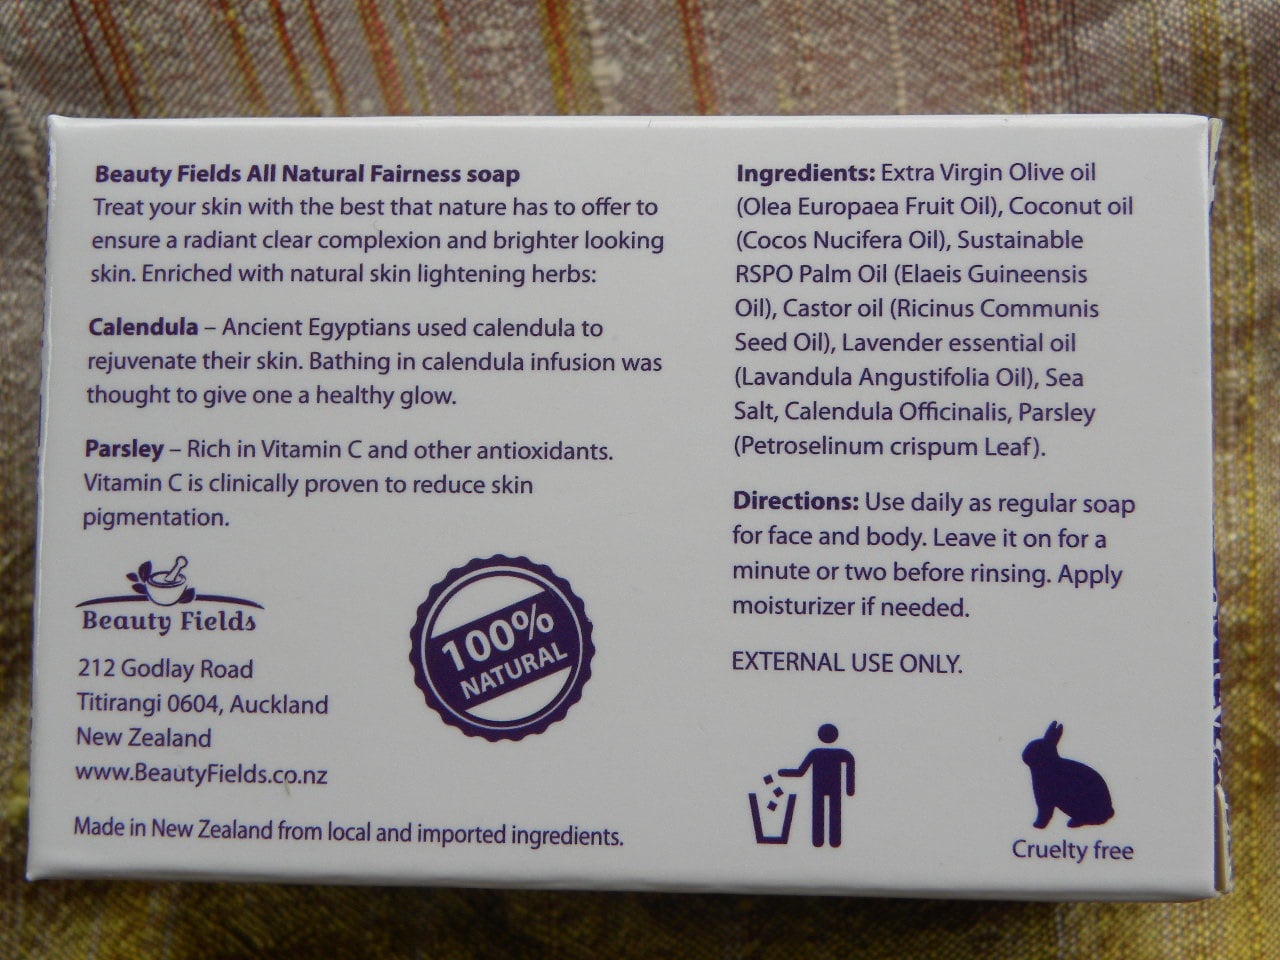 Beauty Fields All Natural Fairness soap
Treat your skin with the best that nature has to offer to
ensure a radiant clear complexion and brighter looking
skin. Enriched with natural skin lightening herbs:
Calendula – Ancient Egyptians used calendula to
rejuvenate their skin. Bathing in calendula infusion was
thought to give one a healthy glow.
Parsley – Rich in Vitamin C and other antioxidants.
Vitamin C is clinically proven to reduce skin
pigmentation.
Beauty Fields
212 Godlay Road
Titirangi 0604, Auckland
New Zealand
www.BeautyFields.co.nz
100%
NATURAL
Made in New Zealand from local and imported ingredients.
Ingredients: Extra Virgin Olive oil
(Olea Europaea Fruit Oil), Coconut oil
(Cocos Nucifera Oil), Sustainable
RSPO Palm Oil (Elaeis Guineensis
Oil), Castor oil (Ricinus Communis
Seed Oil), Lavender essential oil
(Lavandula Angustifolia Oil), Sea
Salt, Calendula Officinalis, Parsley
(Petroselinum crispum Leaf).
Directions: Use daily as regular soap
for face and body. Leave it on for a
minute or two before rinsing. Apply
moisturizer if needed.
EXTERNAL USE ONLY.
Cruelty free